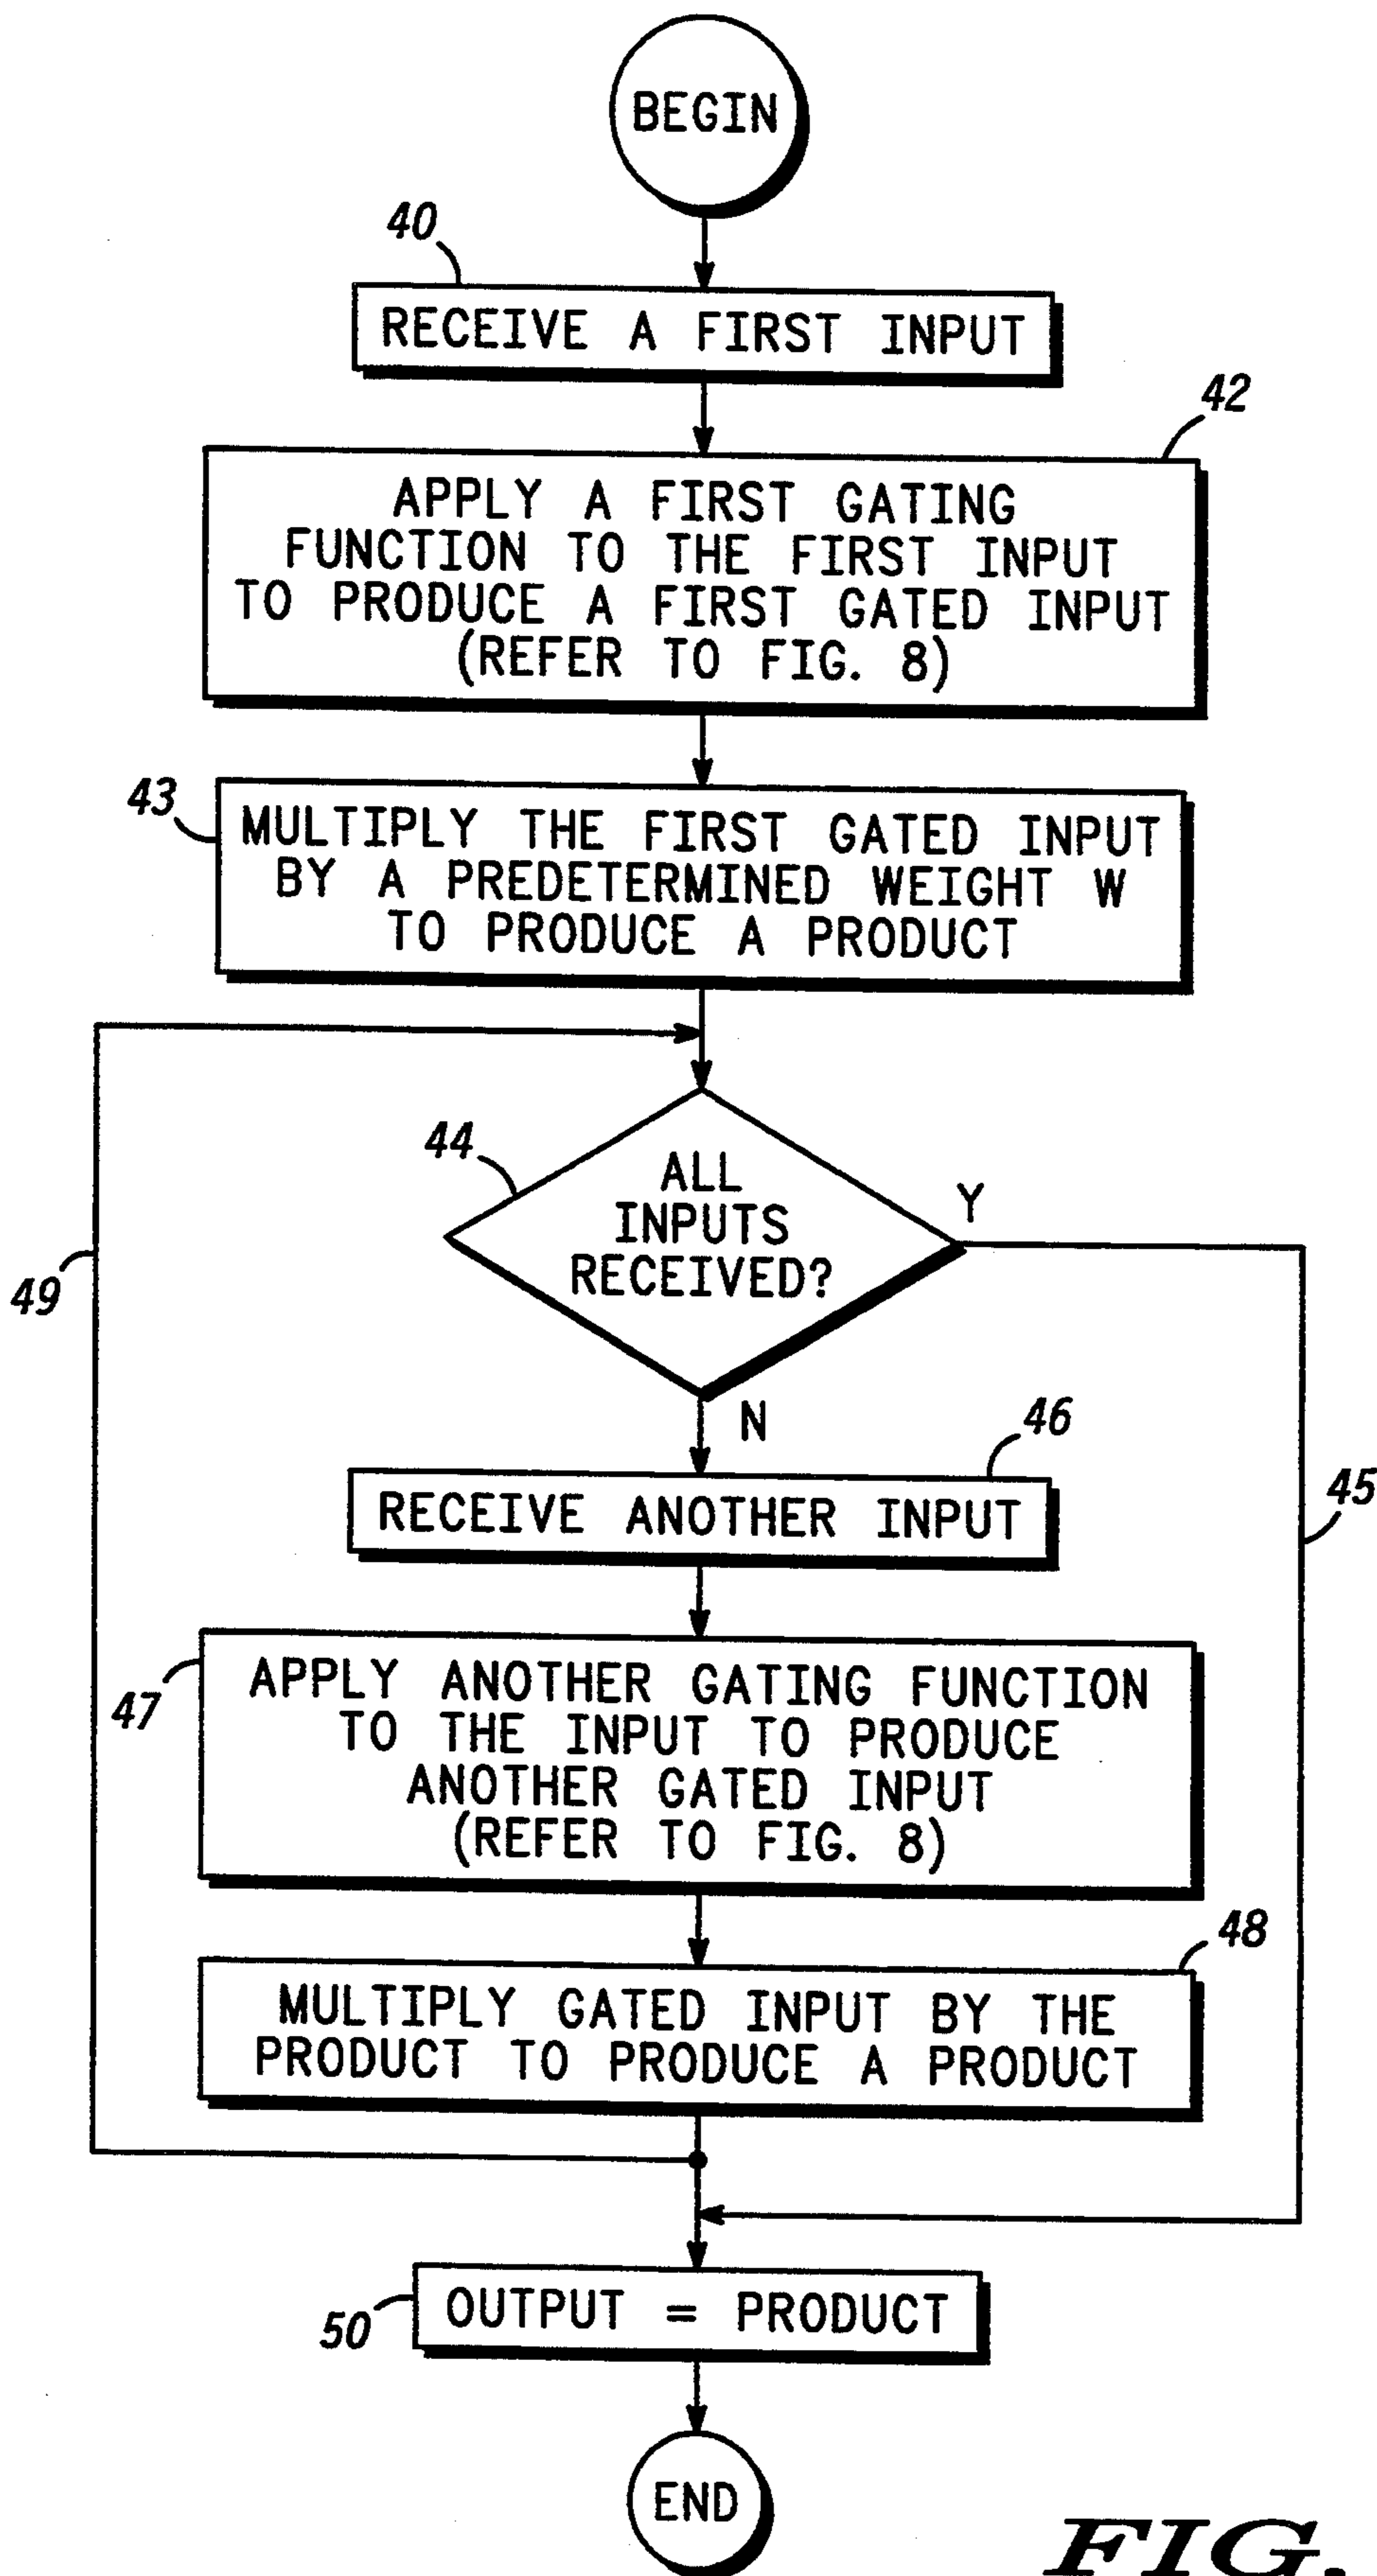 BEGIN
40
RECEIVE A FIRST INPUT
42
APPLY A FIRST GATING
FUNCTION TO THE FIRST INPUT
TO PRODUCE A FIRST GATED INPUT
(REFER TO FIG. 8)
43
MULTIPLY THE FIRST GATED INPUT
BY A PREDETERMINED WEIGHT W
TO PRODUCE A PRODUCT
44
ALL
INPUTS
RECEIVED?
Y
49
N
46
RECEIVE ANOTHER INPUT
45
47
APPLY ANOTHER GATING FUNCTION
TO THE INPUT TO PRODUCE
ANOTHER GATED INPUT
(REFER TO FIG. 8)
48
MULTIPLY GATED INPUT BY THE
PRODUCT TO PRODUCE A PRODUCT
50
OUTPUT = PRODUCT
END
FIG.